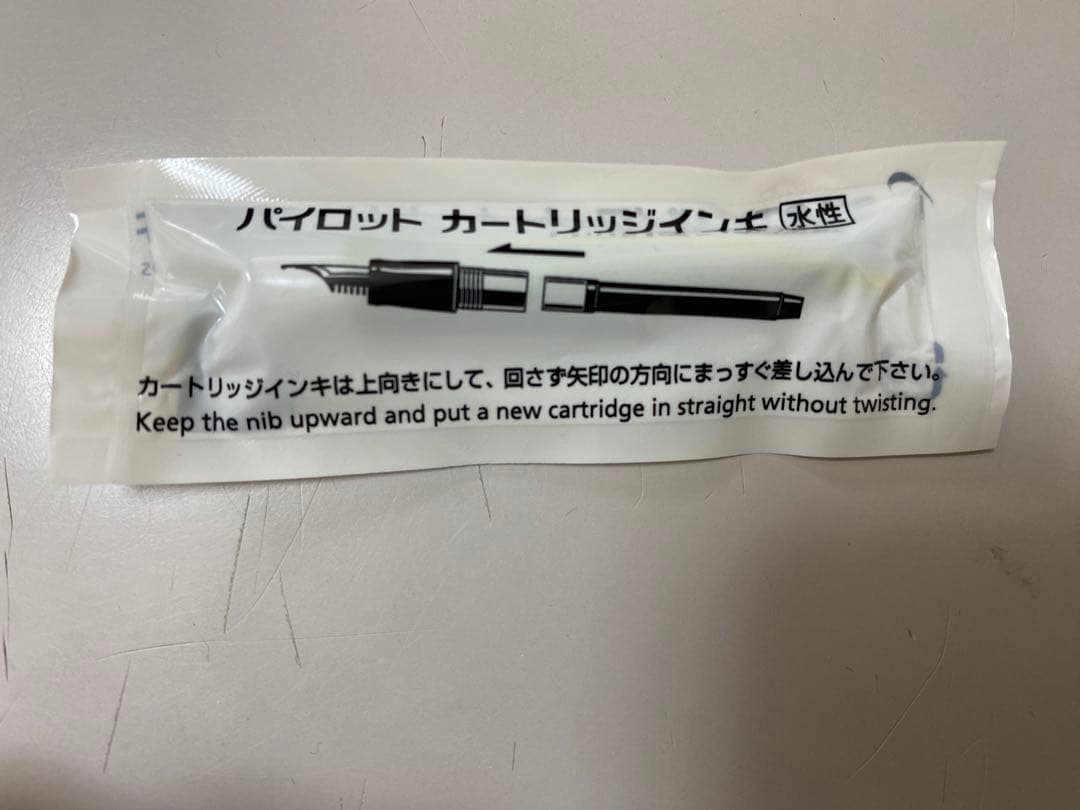 パイロット カートリッジインキ 水性
カートリッジインキは上向きにして、回さず矢印の方向にまっすぐ差し込んで下さい。
Keep the nib upward and put a new cartridge in straight without twisting.